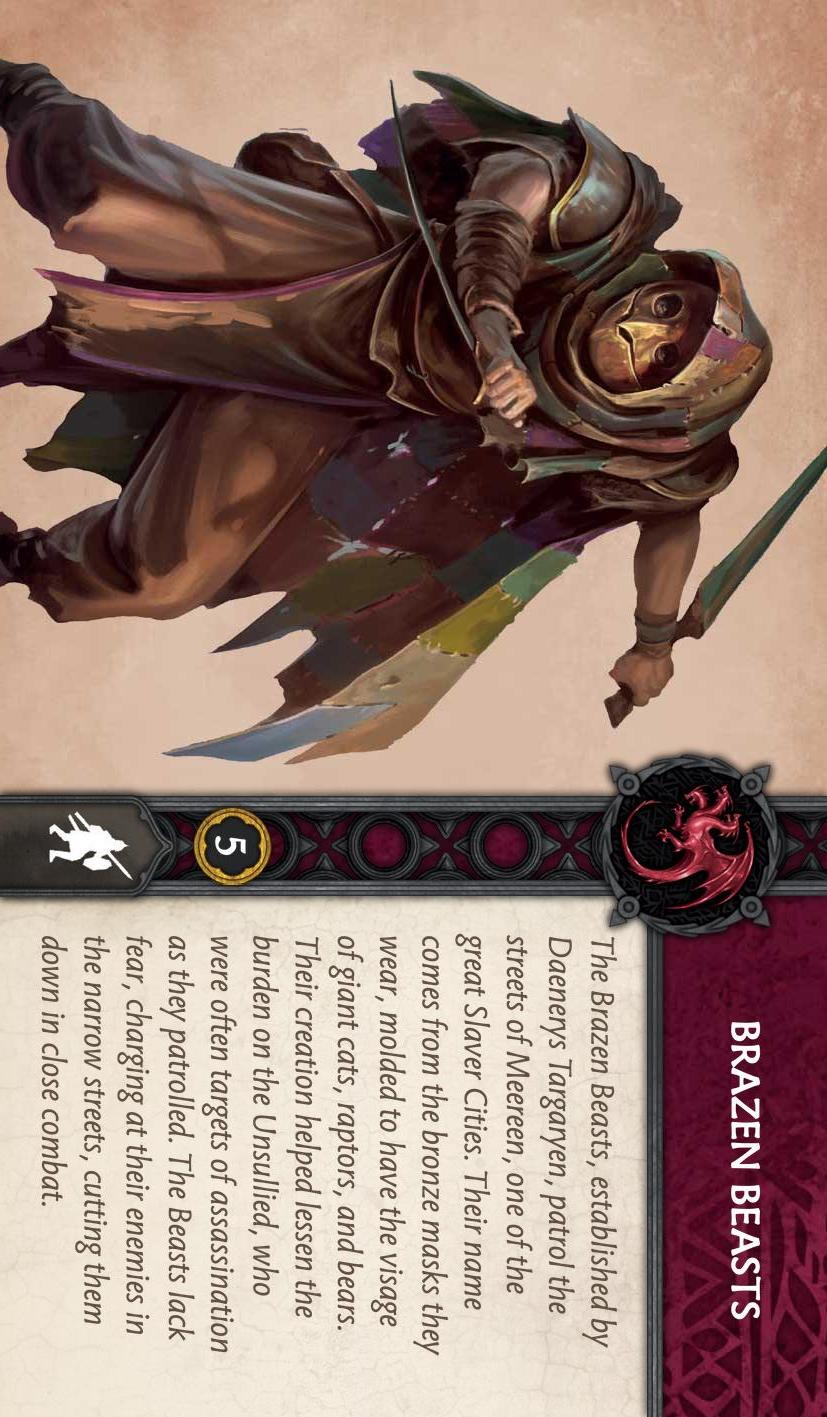 BRAZEN BEASTS
The Brazen Beasts, established by
Daenerys Targaryen, patrol the
streets of Meereen, one of the
great Slaver Cities. Their name
comes from the bronze masks they
wear, molded to have the visage
of giant cats, raptors, and bears.
Their creation helped lessen the
burden on the Unsullied, who
were often targets of assassination
as they patrolled. The Beasts lack
fear, charging at their enemies in
the narrow streets, cutting them
down in close combat.
5